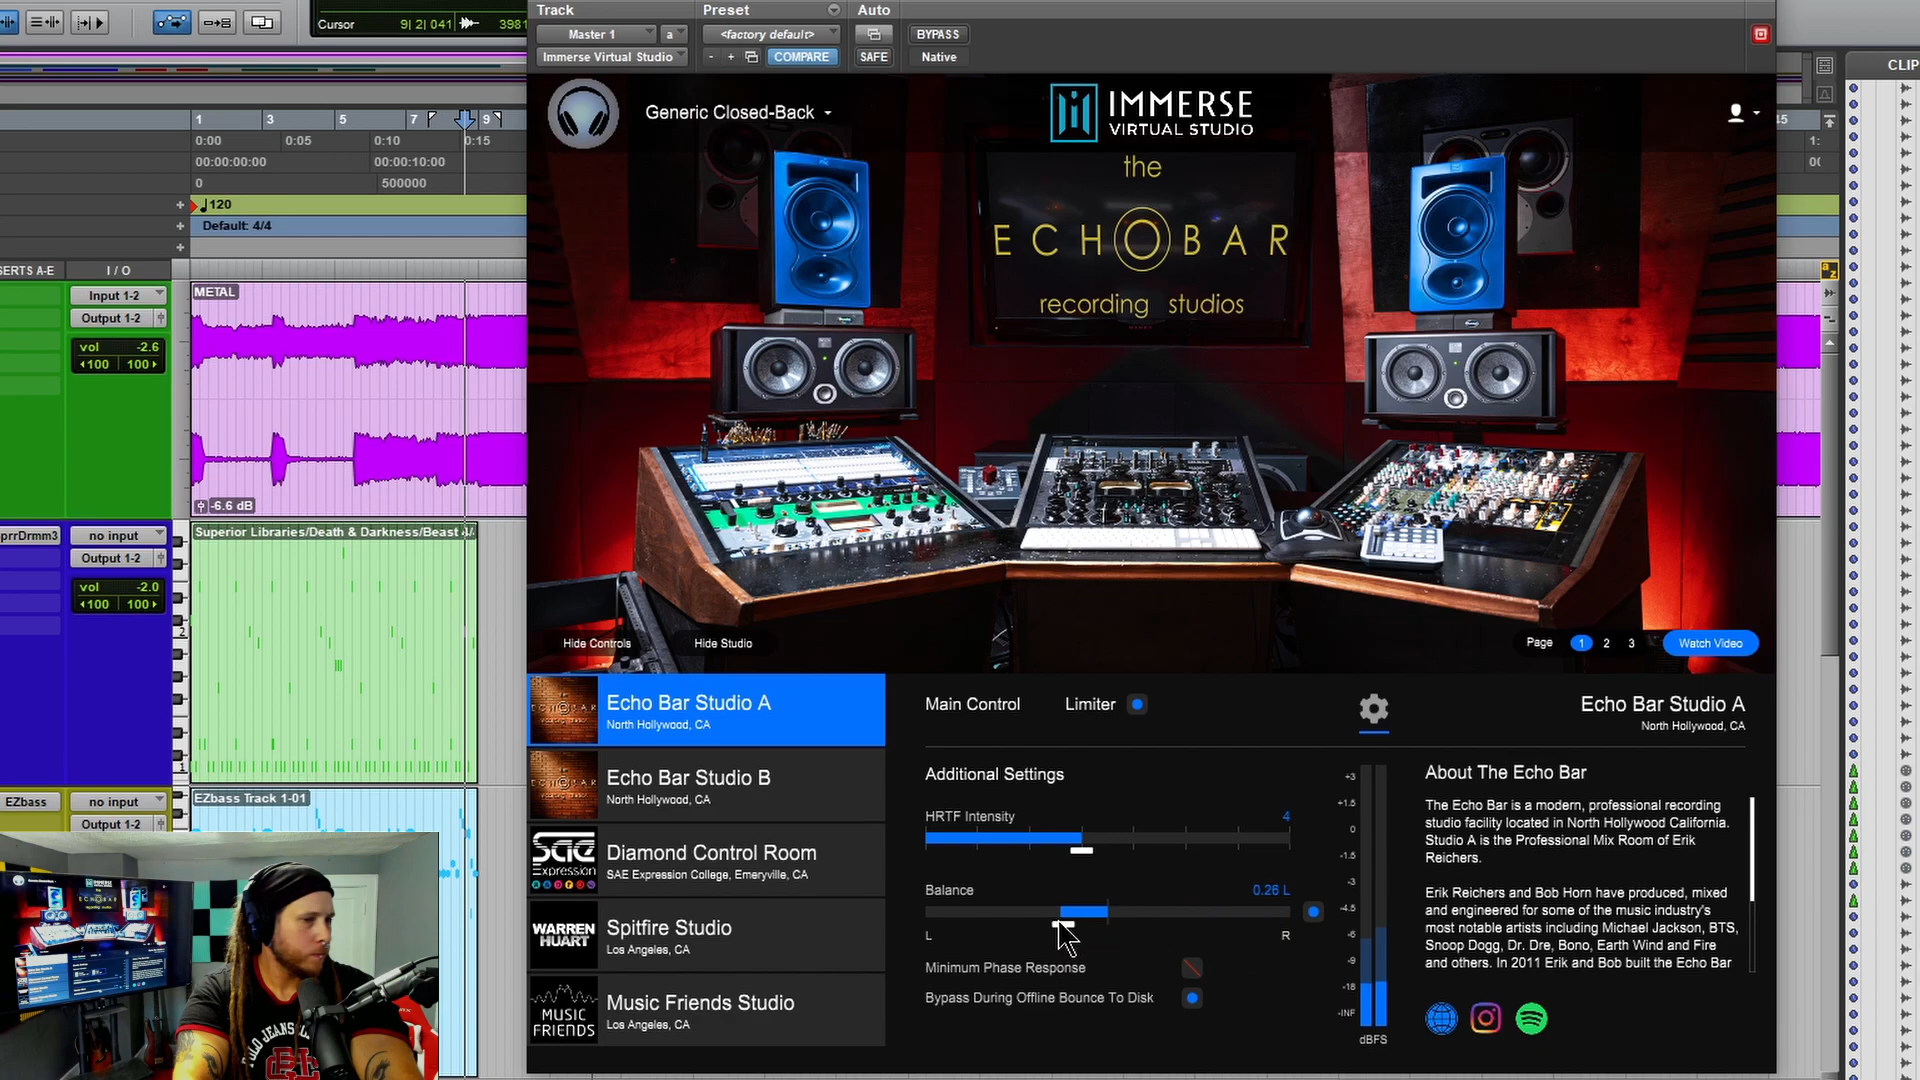 Track
Preset
Auto
Cursor
9| 2| 041
3981
Master 1
a
<factory default>
BYPASS
Immerse Virtual Studio
- +
COMPARE
SAFE
Native
CLIP
Generic Closed-Back
IMMERSE
VIRTUAL STUDIO
1 3 5 7 9
0:00 0:05 0:10 0:15
00:00:00:00 00:00:10:00
0 500000
120
Default: 4/4
SERTS A-E
I / O
the
ECHOBAR
recording studios
METAL
Input 1-2
Output 1-2
vol -2.6
100 100
-6.6 dB
sprrDrmm3
no input
Superior Libraries/Death & Darkness/Beast 4/4
Output 1-2
vol -2.0
100 100
2
1
EZbass
no input
EZbass Track 1-01
Output 1-2
Hide Controls
Hide Studio
Page 1 2 3
Watch Video
Echo Bar Studio A
North Hollywood, CA
Echo Bar Studio B
North Hollywood, CA
SAE
Expression
Diamond Control Room
SAE Expression College, Emeryville, CA
WARREN
HUART
Spitfire Studio
Los Angeles, CA
MUSIC
FRIENDS
Music Friends Studio
Los Angeles, CA
Main Control
Limiter
Additional Settings
HRTF Intensity
4
Balance
0.26 L
L
R
Minimum Phase Response
Bypass During Offline Bounce To Disk
+3
+1.5
0
-1.5
-3
-4.5
-6
-9
-18
-INF
dBFS
Echo Bar Studio A
North Hollywood, CA
About The Echo Bar
The Echo Bar is a modern, professional recording
studio facility located in North Hollywood California.
Studio A is the Professional Mix Room of Erik
Reichers.
Erik Reichers and Bob Horn have produced, mixed
and engineered for some of the music industry's
most notable artists including Michael Jackson, BTS,
Snoop Dogg, Dr. Dre, Bono, Earth Wind and Fire
and others. In 2011 Erik and Bob built the Echo Bar